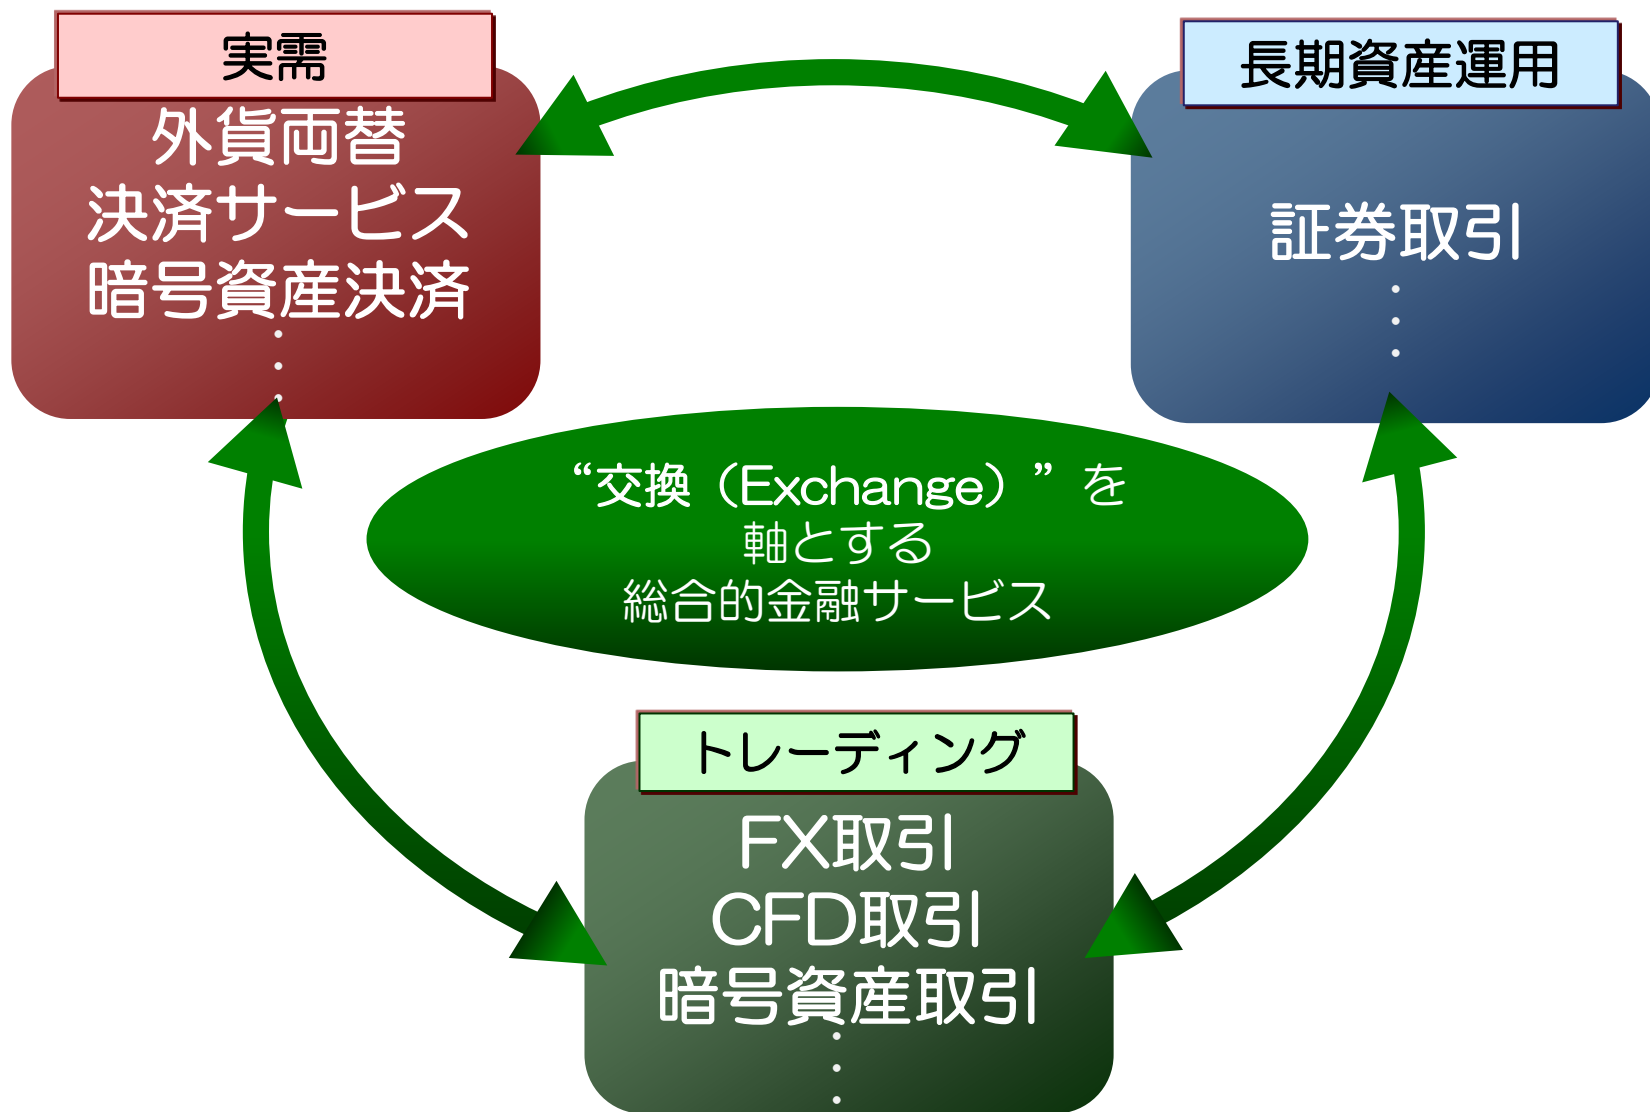 実需
外貨両替
決済サービス
暗号資産決済
・
・
・
長期資産運用
証券取引
・
・
・
“交換（Exchange）”を
軸とする
総合的金融サービス
トレーディング
FX取引
CFD取引
暗号資産取引
・
・
・